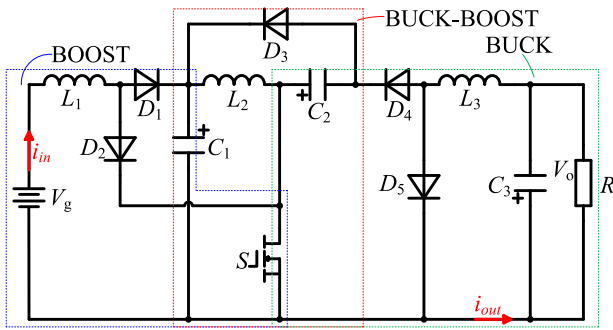 BUCK-BOOST
BOOST
BUCK
D3
L1
D1
L2
C2
D4
L3
D2
C1
iin
Vg
D5
C3
Vo
R
S
iout
+
+
+